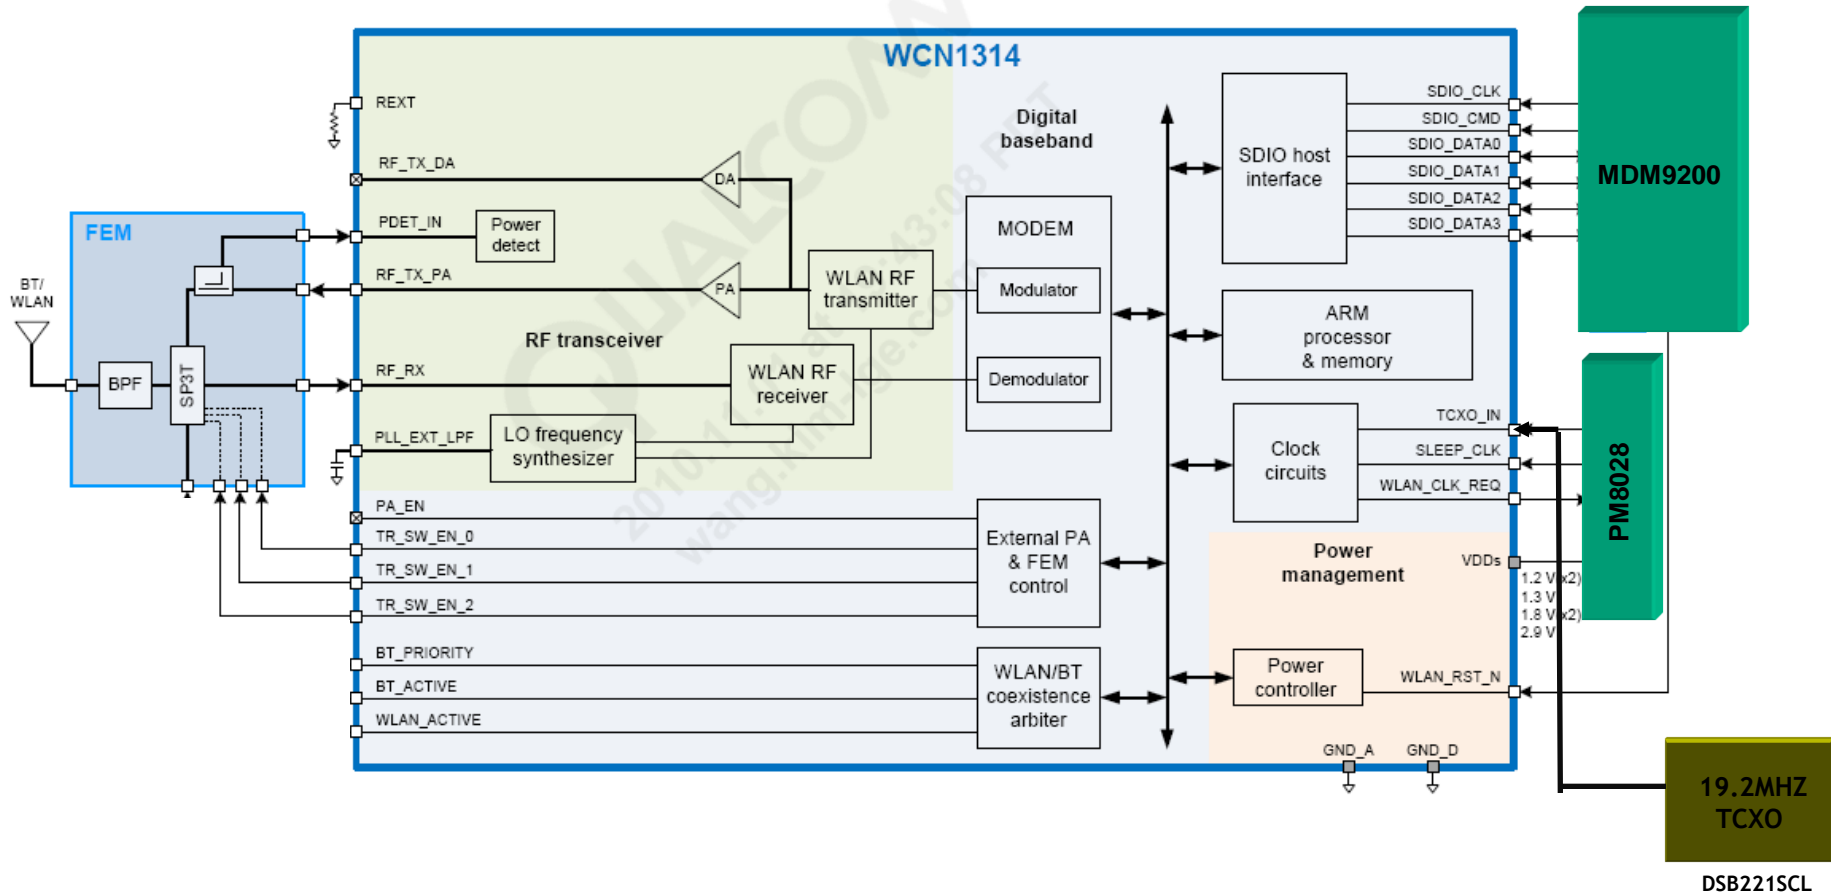 WCN1314
REXT
RF_TX_DA
DA
PDET_IN
Power
detect
RF_TX_PA
PA
WLAN RF
transmitter
RF transceiver
RF_RX
WLAN RF
receiver
PLL_EXT_LPF
LO frequency
synthesizer
FEM
BT/
WLAN
BPF
SP3T
Digital
baseband
MODEM
Modulator
Demodulator
SDIO host
interface
SDIO_CLK
SDIO_CMD
SDIO_DATA0
SDIO_DATA1
SDIO_DATA2
SDIO_DATA3
MDM9200
ARM
processor
& memory
Clock
circuits
TCXO_IN
SLEEP_CLK
WLAN_CLK_REQ
PM8028
PA_EN
TR_SW_EN_0
TR_SW_EN_1
TR_SW_EN_2
External PA
& FEM
control
Power
management
VDDs
1.2 V(x2)
1.3 V
1.8 V(x2)
2.9 V
BT_PRIORITY
BT_ACTIVE
WLAN_ACTIVE
WLAN/BT
coexistence
arbiter
Power
controller
WLAN_RST_N
GND_A
GND_D
19.2MHZ
TCXO
DSB221SCL
QUALCOMM